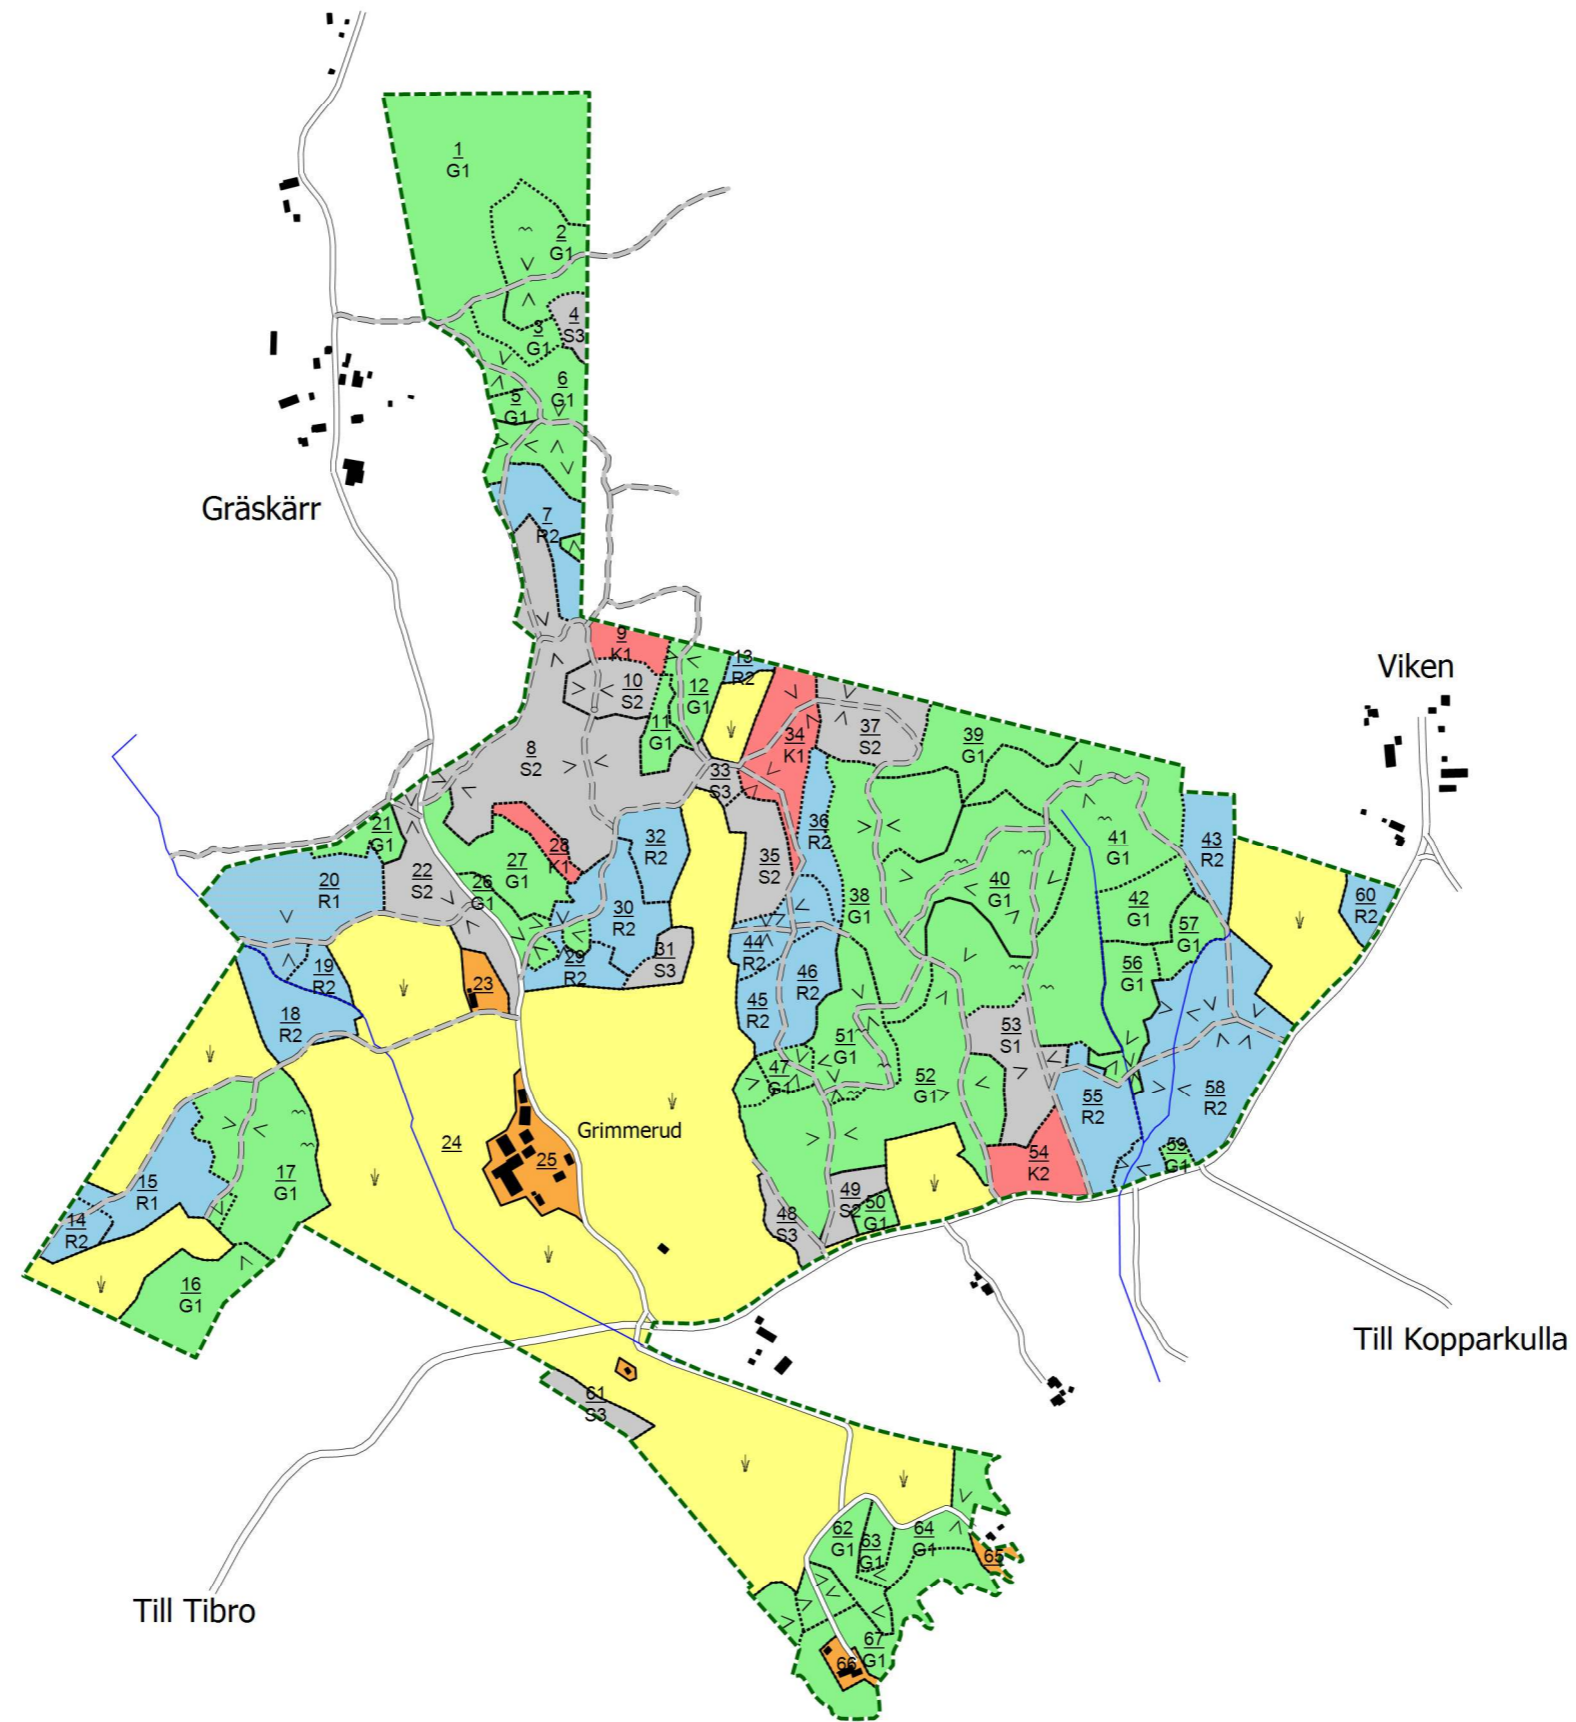 1
G1
2
G1
3
G1
4
S3
5
G1
6
G1
Gräskärr
7
R2
8
S2
9
K1
10
S2
11
G1
12
G1
13
R2
Viken
33
S3
34
K1
37
S2
39
G1
21
G1
22
S2
20
R1
26
G1
27
G1
28
K1
32
R2
30
R2
29
R2
31
S3
35
S2
36
R2
38
G1
40
G1
41
G1
42
G1
43
R2
57
G1
56
G1
60
R2
19
R2
18
R2
23
44
R2
45
R2
46
R2
47
G1
51
G1
52
G1
53
S1
54
K2
55
R2
58
R2
59
G1
24
25
Grimmerud
15
R1
14
R2
17
G1
16
G1
48
S3
49
S2
50
G1
Till Kopparkulla
61
S3
62
G1
63
G1
64
G1
65
66
67
G1
Till Tibro